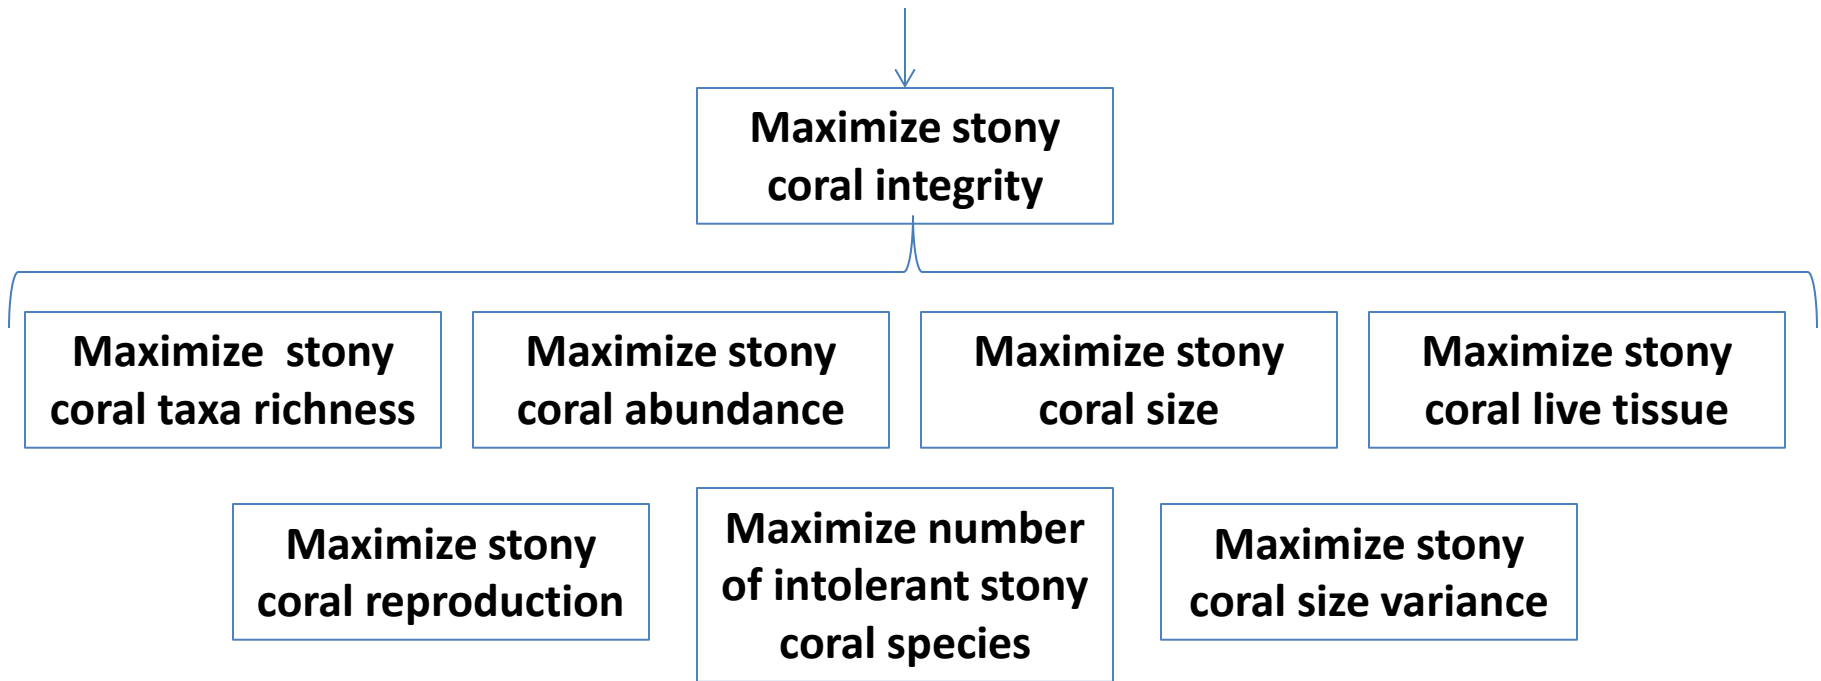 Maximize stony
coral integrity
Maximize  stony
coral taxa richness
Maximize stony
coral abundance
Maximize stony
coral size
Maximize stony
coral live tissue
Maximize stony
coral reproduction
Maximize number
of intolerant stony
coral species
Maximize stony
coral size variance